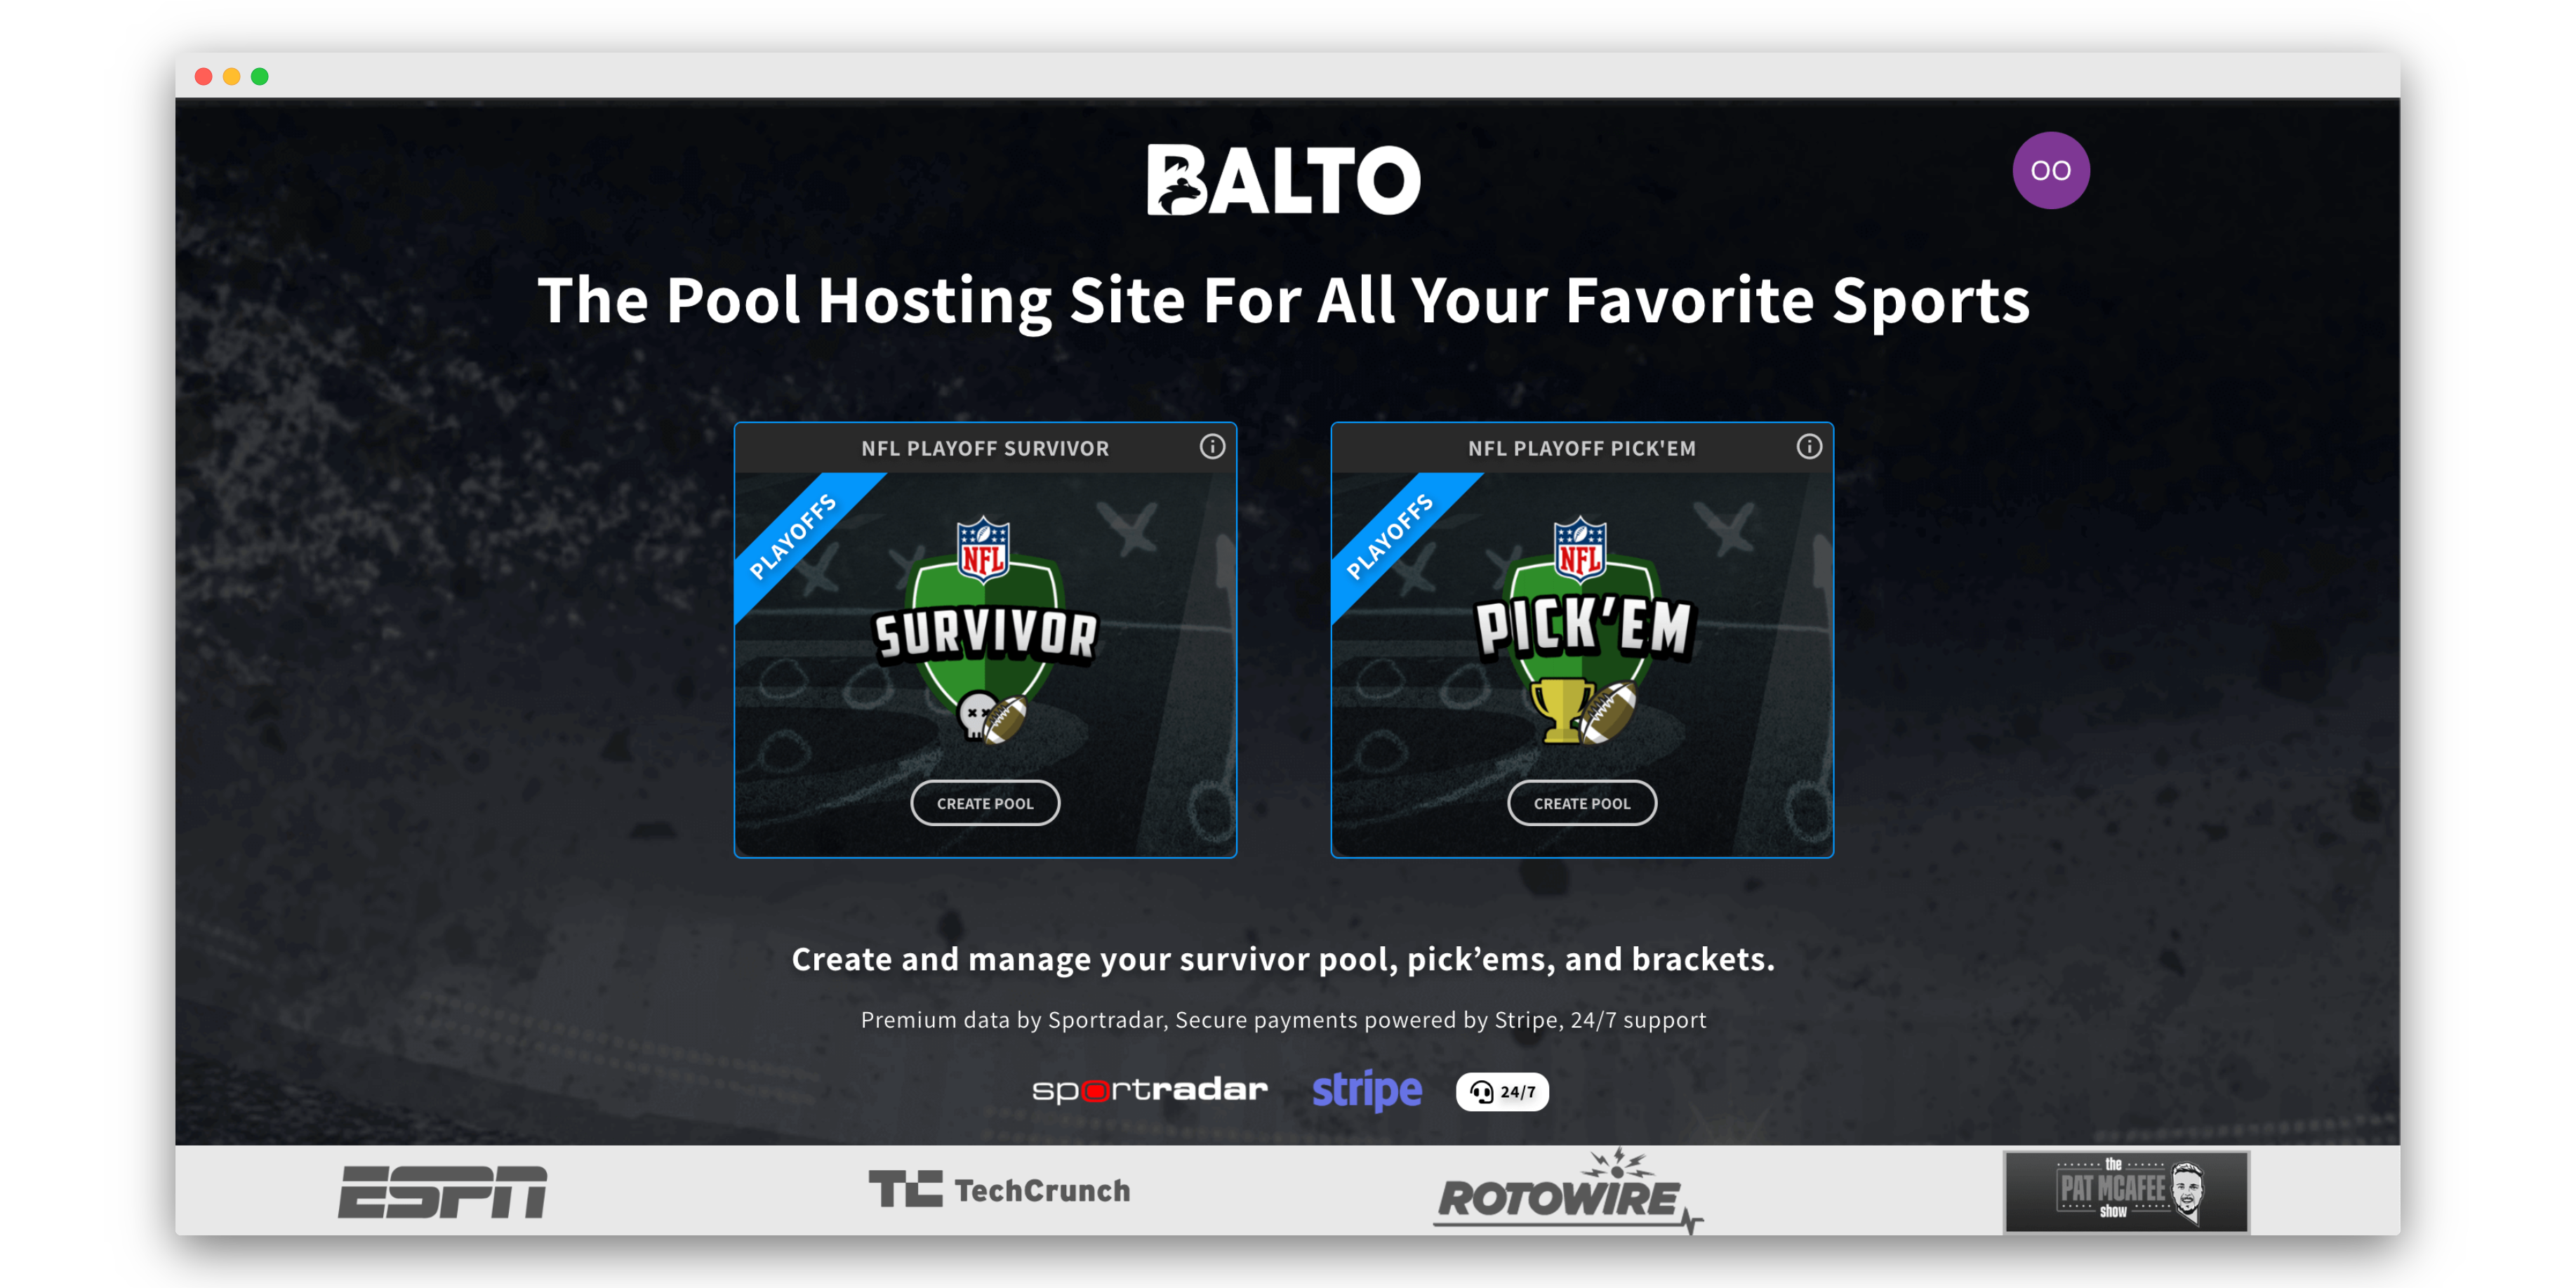 BALTO
OO
The Pool Hosting Site For All Your Favorite Sports
NFL PLAYOFF SURVIVOR
PLAYOFFS
NFL
SURVIVOR
CREATE POOL
NFL PLAYOFF PICK'EM
PLAYOFFS
NFL
PICK'EM
CREATE POOL
Create and manage your survivor pool, pick’ems, and brackets.
Premium data by Sportradar, Secure payments powered by Stripe, 24/7 support
sportradar
stripe
24/7
ESPN
TC TechCrunch
ROTOWIRE
the
PAT MCAFEE
show